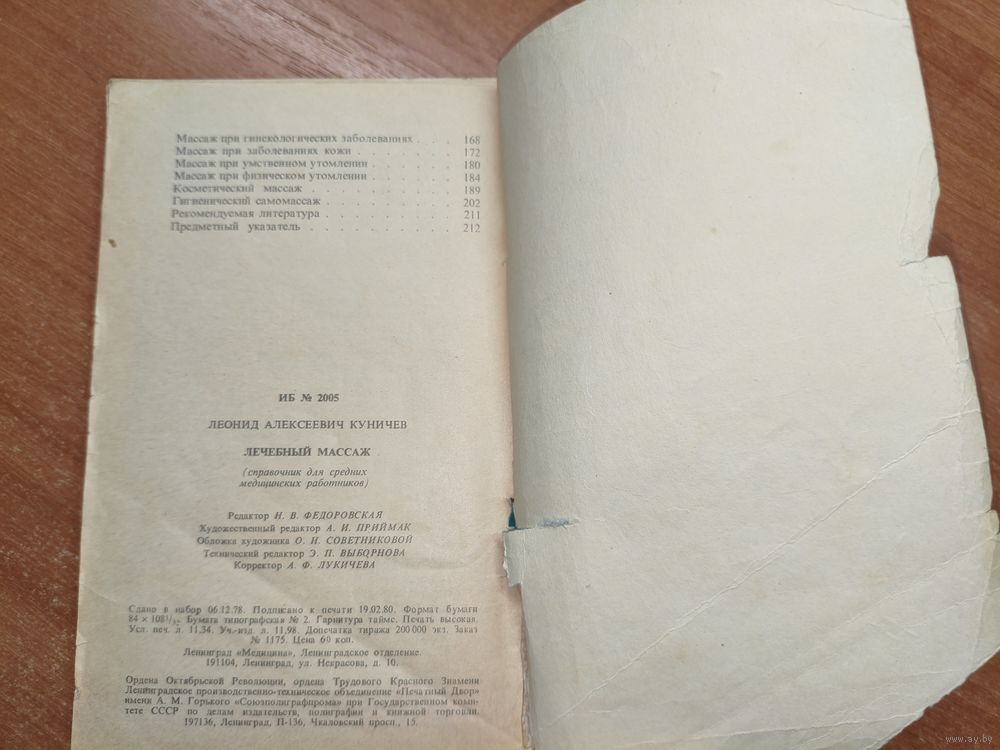 Массаж при гинекологических заболеваниях . . . 168
Массаж при заболеваниях кожи . . . . . . . 172
Массаж при умственном утомлении . . . . . . 180
Массаж при физическом утомлении . . . . . . 184
Косметический массаж . . . . . . . . . . 189
Гигиенический самомассаж . . . . . . . . . 202
Рекомендуемая литература . . . . . . . . . 211
Предметный указатель . . . . . . . . . . 212
ИБ № 2005
ЛЕОНИД АЛЕКСЕЕВИЧ КУНИЧЕВ
ЛЕЧЕБНЫЙ МАССАЖ
(справочник для средних
медицинских работников)
Редактор Н. В. ФЕДОРОВСКАЯ
Художественный редактор А. И. ПРИЙМАК
Обложка художника О. Н. СОВЕТНИКОВОЙ
Технический редактор Э. П. ВЫБОРНОВА
Корректор А. Ф. ЛУКИЧЕВА
Сдано в набор 06.12.78. Подписано к печати 19.02.80. Формат бумаги
84 × 108¹/₃₂. Бумага типографская № 2. Гарнитура таймс. Печать высокая.
Усл. печ. л. 11,34. Уч.-изд. л. 11,98. Допечатка тиража 200 000 экз. Заказ
№ 1175. Цена 60 коп.
Ленинград «Медицина», Ленинградское отделение.
191104, Ленинград, ул. Некрасова, д. 10.
Ордена Октябрьской Революции, ордена Трудового Красного Знамени
Ленинградское производственно-техническое объединение «Печатный Двор»
имени А. М. Горького «Союзполиграфпрома» при Государственном коми-
тете СССР по делам издательств, полиграфии и книжной торговли.
197136, Ленинград, П-136, Чкаловский просп., 15.
www.ay.by